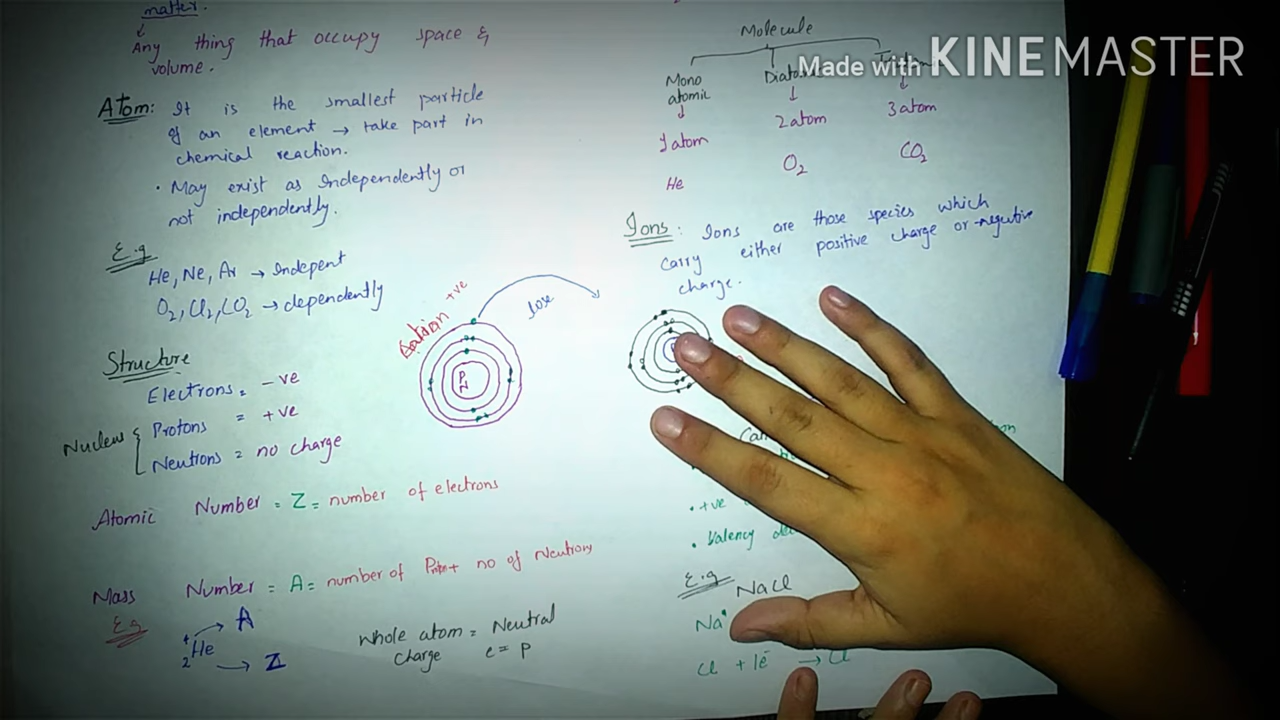 matter.
Any thing that occupy space &
volume.
Atom: It is the smallest particle
of an element → take part in
chemical reaction.
• May exist as Independently or
not independently.
E.g
He, Ne, Ar → Indepent
O2, Cl2, CO2 → dependently
Structure
Electrons = -ve
Nucleus { Protons = +ve
Neutrons = no charge
Cation +ve
lose
P
Atomic Number = Z = number of electrons
Mass Number = A = number of + no of Neutrons
Eg
4
2 He → A
→ Z
Whole atom = Neutral
charge e = P
Molecule
Mono
atomic
↓
1 atom
He
↓
2 atom
O2
↓
3 atom
CO2
Made with KINEMASTER
Ions: Ions are those species which
carry either positive charge or negative
charge.
• +ve
• Valency
E.g NaCl
Na
Cl + 1e⁻ → Cl